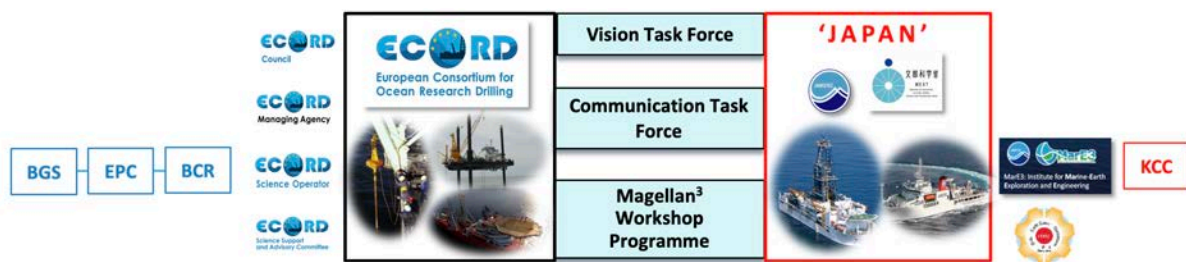 BGS
EPC
BCR
ECORD
Council
ECORD
Managing Agency
ECORD
Science Operator
ECORD
Science Support
and Advisory Committee
ECORD
European Consortium for
Ocean Research Drilling
Vision Task Force
Communication Task
Force
Magellan³
Workshop
Programme
'JAPAN'
JAMSTEC
文部科学省
MEXT
MarE3
MarE3: Institute for Marine-Earth
Exploration and Engineering
KCC